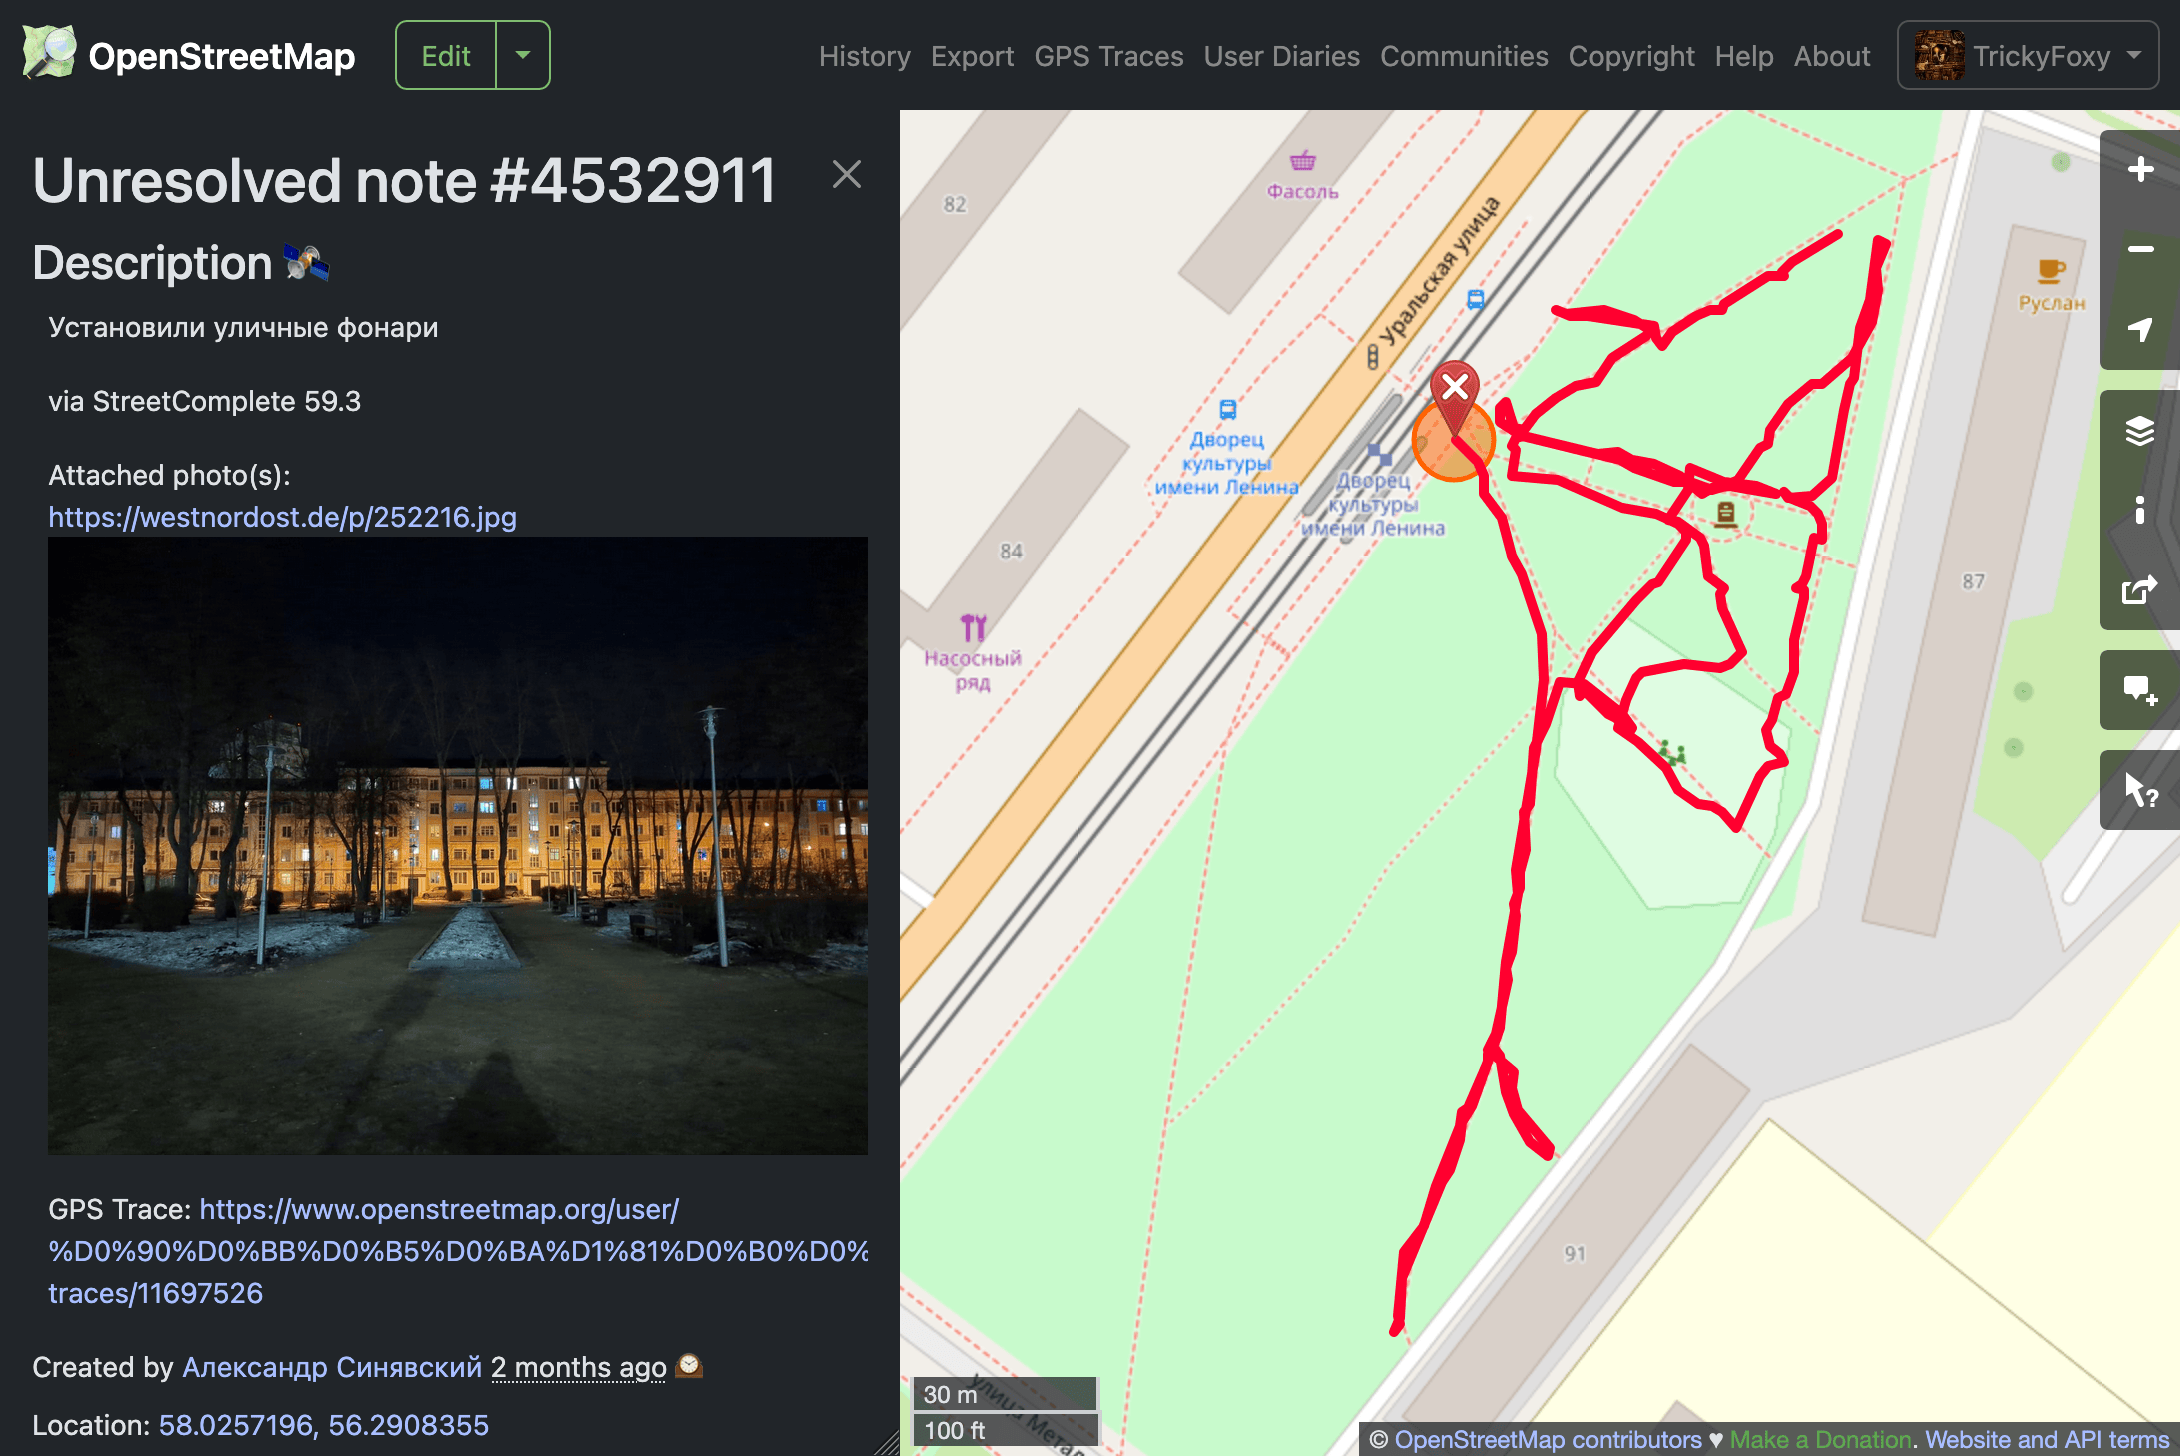 OpenStreetMap
Edit
History Export GPS Traces User Diaries Communities Copyright Help About
TrickyFoxy
Unresolved note #4532911
Description
Установили уличные фонари
via StreetComplete 59.3
Attached photo(s):
https://westnordost.de/p/252216.jpg
GPS Trace: https://www.openstreetmap.org/user/
%D0%90%D0%BB%D0%B5%D0%BA%D1%81%D0%B0%D0%
traces/11697526
Created by Александр Синявский 2 months ago
Location: 58.0257196, 56.2908355
82
Фасоль
Уральская улица
Руслан
Дворец
культуры
имени Ленина
Дворец
культуры
имени Ленина
84
87
Насосный
ряд
91
улица Метал
30 m
100 ft
© OpenStreetMap contributors ♥ Make a Donation. Website and API terms